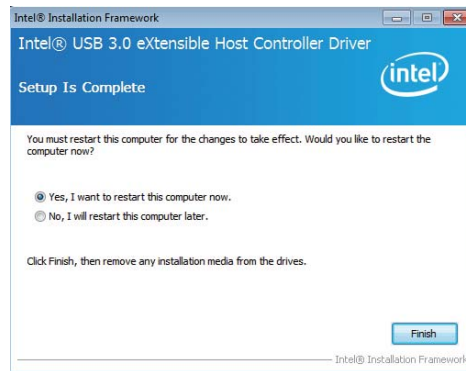 Intel® Installation Framework
Intel® USB 3.0 eXtensible Host Controller Driver
Setup Is Complete
intel®
You must restart this computer for the changes to take effect. Would you like to restart the
computer now?
Yes, I want to restart this computer now.
No, I will restart this computer later.
Click Finish, then remove any installation media from the drives.
Finish
Intel® Installation Framework